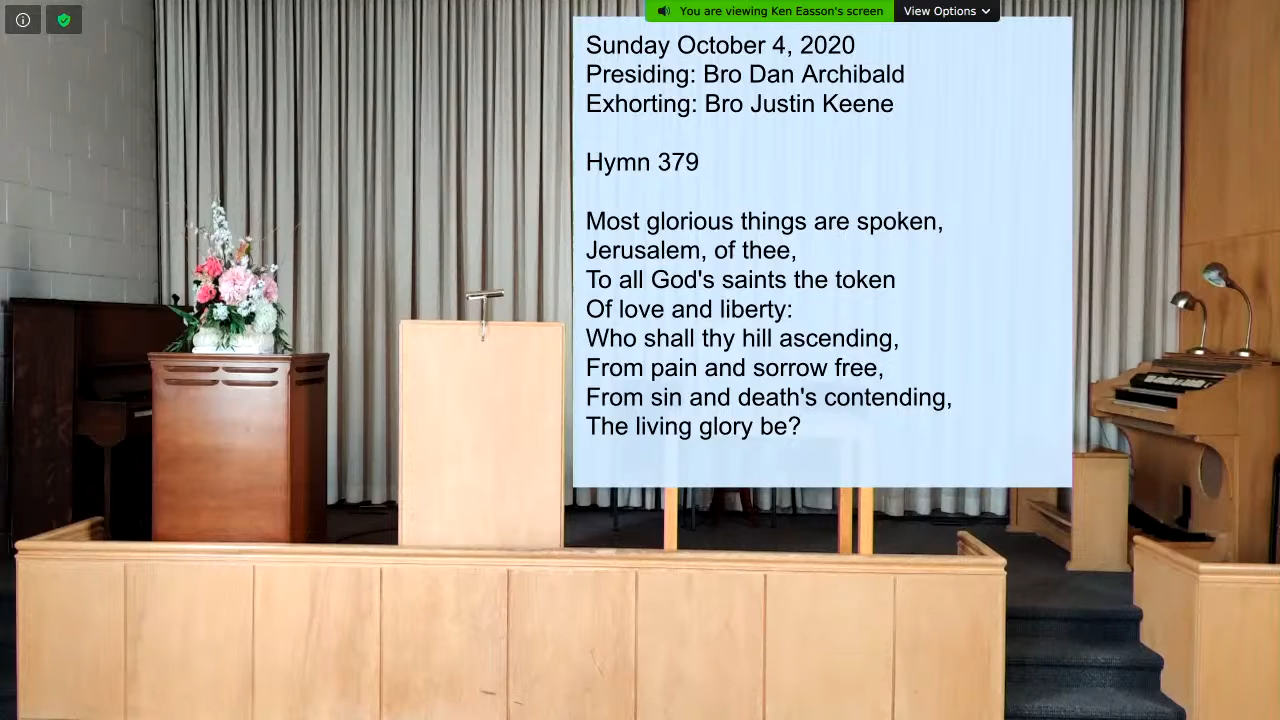 You are viewing Ken Easson's screen View Options
Sunday October 4, 2020
Presiding: Bro Dan Archibald
Exhorting: Bro Justin Keene
Hymn 379
Most glorious things are spoken,
Jerusalem, of thee,
To all God's saints the token
Of love and liberty:
Who shall thy hill ascending,
From pain and sorrow free,
From sin and death's contending,
The living glory be?